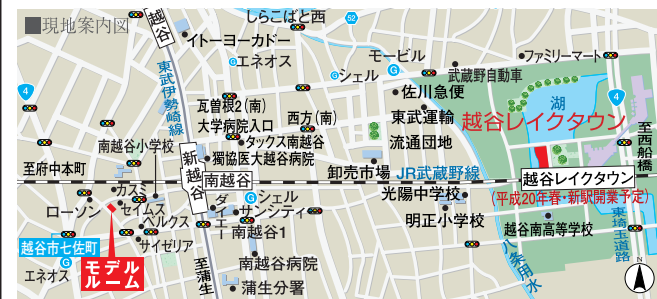 ■現地案内図
しらこばと西
52
越谷
イトーヨーカドー
エネオス
G
モービル
G
シェル
G
ファミリーマート
武蔵野自動車
4
4
東武伊勢崎線
瓦曽根2(南)
大学病院入口
西方(南)
佐川急便
東武運輸
流通団地
湖
越谷レイクタウン
タックス南越谷
南越谷小学校
獨協医大越谷病院
新越谷
南越谷
卸売市場
JR武蔵野線
越谷レイクタウン
至西船橋
至府中本町
(平成20年春・新駅開業予定)
カスミ
ローソン
セイムス
ベルクス
サイゼリア
ダイエー
G
シェル
サンシティ
南越谷1
光陽中学校
明正小学校
越谷南高等学校
東埼玉道路
八条用水
越谷市七佐町
G
エネオス
モデル
ルーム
至蒲生
南越谷病院
蒲生分署
N